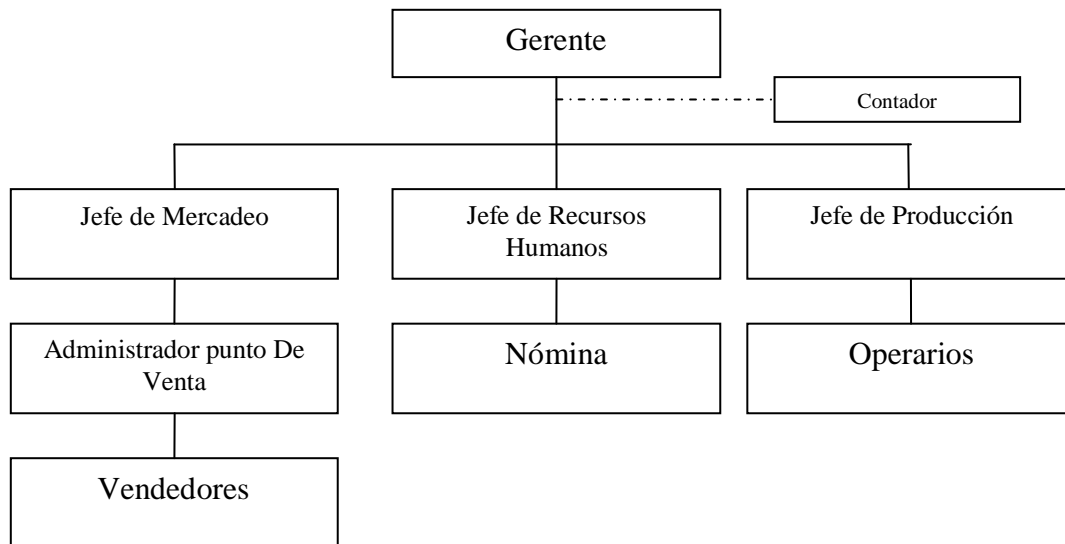 Gerente
Contador
Jefe de Mercadeo
Jefe de Recursos
Humanos
Jefe de Producción
Administrador punto De
Venta
Nómina
Operarios
Vendedores